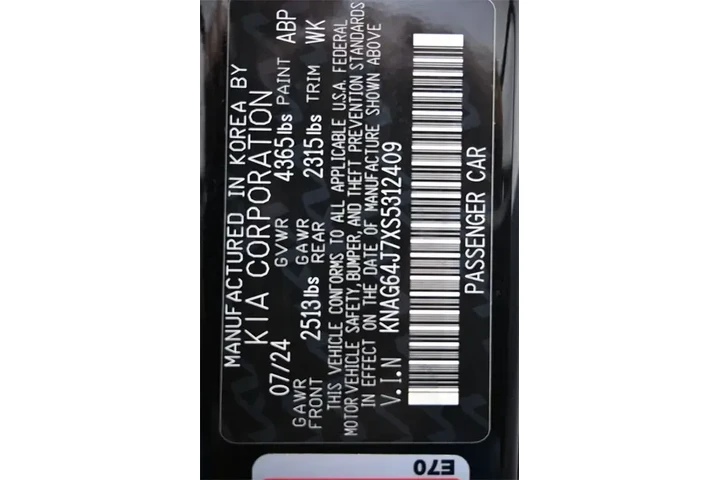 MANUFACTURED IN KOREA BY
KIA CORPORATION
07/24 GVWR 4365lbs PAINT ABP
GAWR FRONT 2513lbs GAWR REAR 2315lbs TRIM WK
THIS VEHICLE CONFORMS TO ALL APPLICABLE U.S.A. FEDERAL
MOTOR VEHICLE SAFETY, BUMPER, AND THEFT PREVENTION STANDARDS
IN EFFECT ON THE DATE OF MANUFACTURE SHOWN ABOVE
V.I.N KNAG64J7XS5312409
PASSENGER CAR
E70